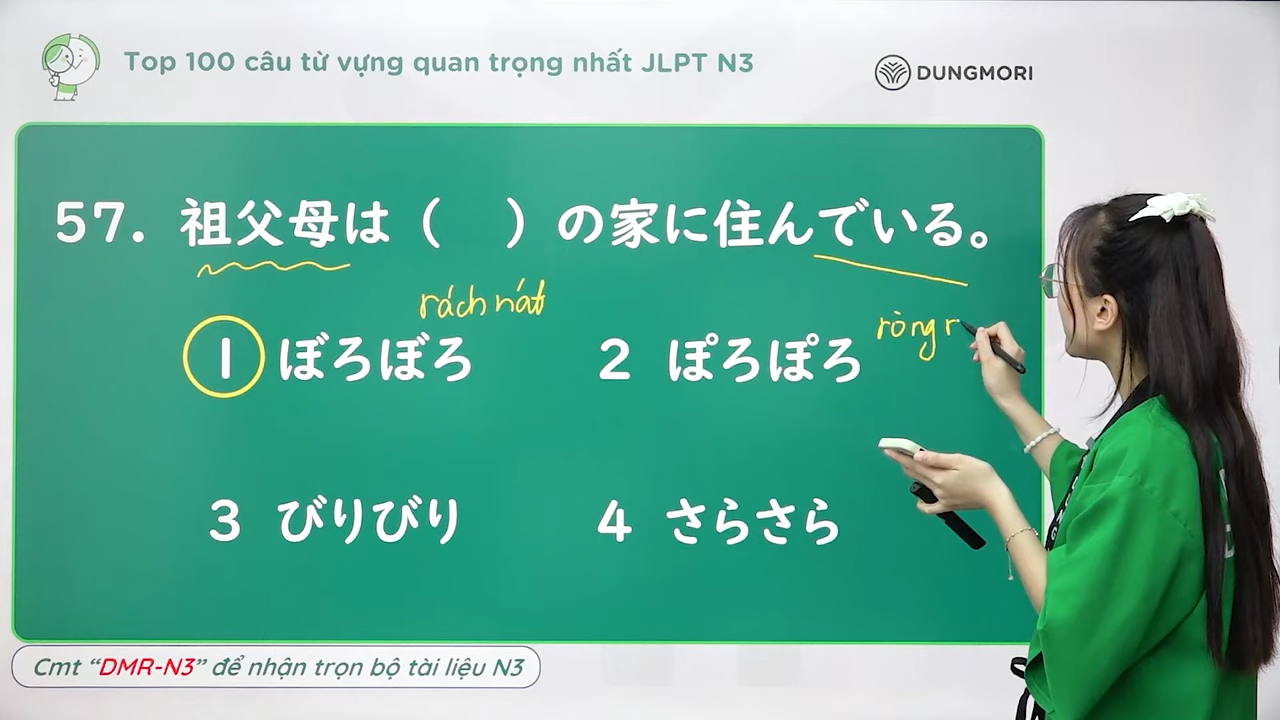 Top 100 câu từ vựng quan trọng nhất JLPT N3
DUNGMORI
57. 祖父母は（　）の家に住んでいる。
rách nát
ròng r
1 ぼろぼろ
2 ぽろぽろ
3 びりびり
4 さらさら
Cmt “DMR-N3” để nhận trọn bộ tài liệu N3